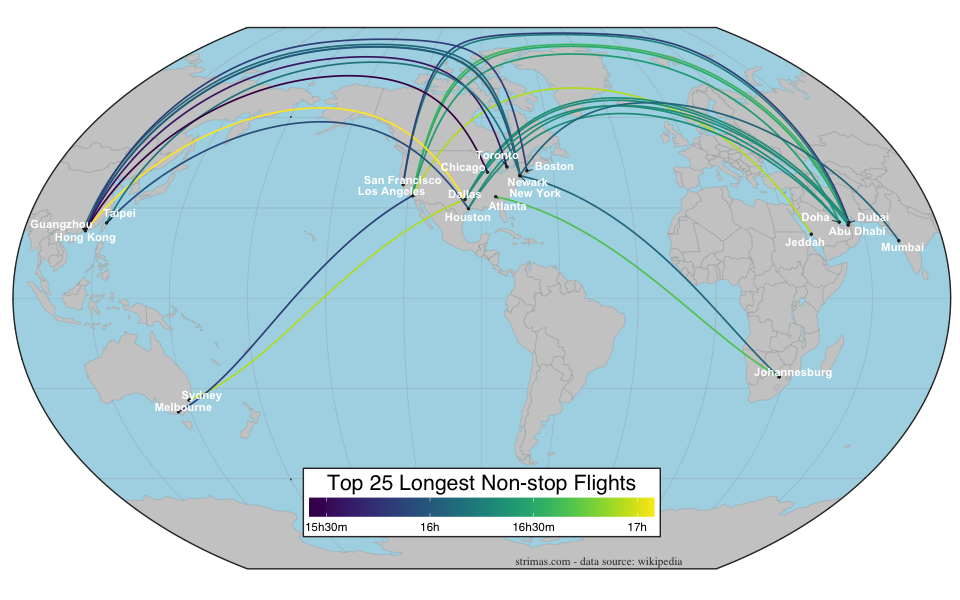 Toronto
Boston
Chicago
San Francisco
Newark
Los Angeles
Dallas
New York
Atlanta
Taipei
Houston
Guangzhou
Doha
Dubai
Hong Kong
Abu Dhabi
Jeddah
Mumbai
Johannesburg
Sydney
Melbourne
Top 25 Longest Non-stop Flights
15h30m 16h 16h30m 17h
strimas.com - data source: wikipedia